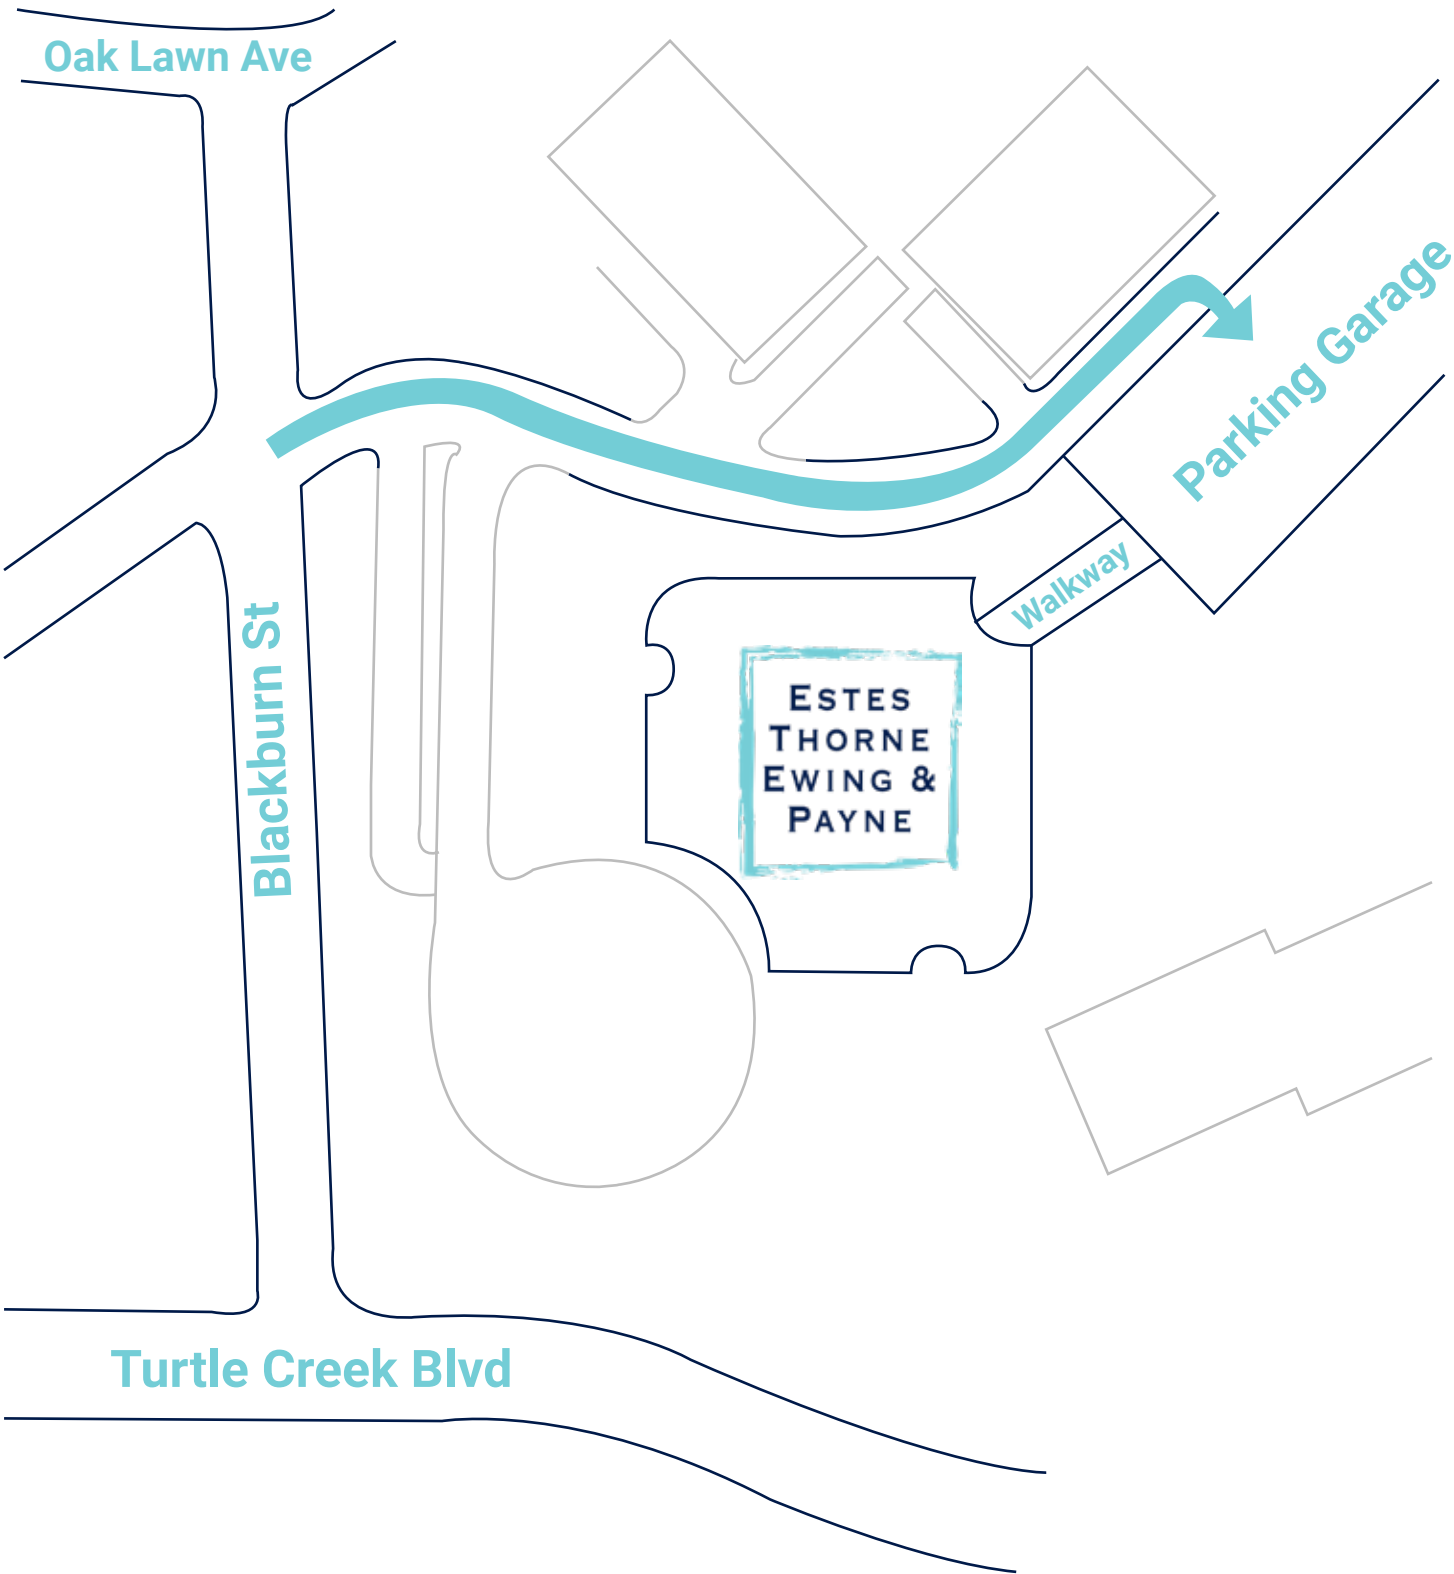 Oak Lawn Ave
Parking Garage
Walkway
Blackburn St
ESTES
THORNE
EWING &
PAYNE
Turtle Creek Blvd